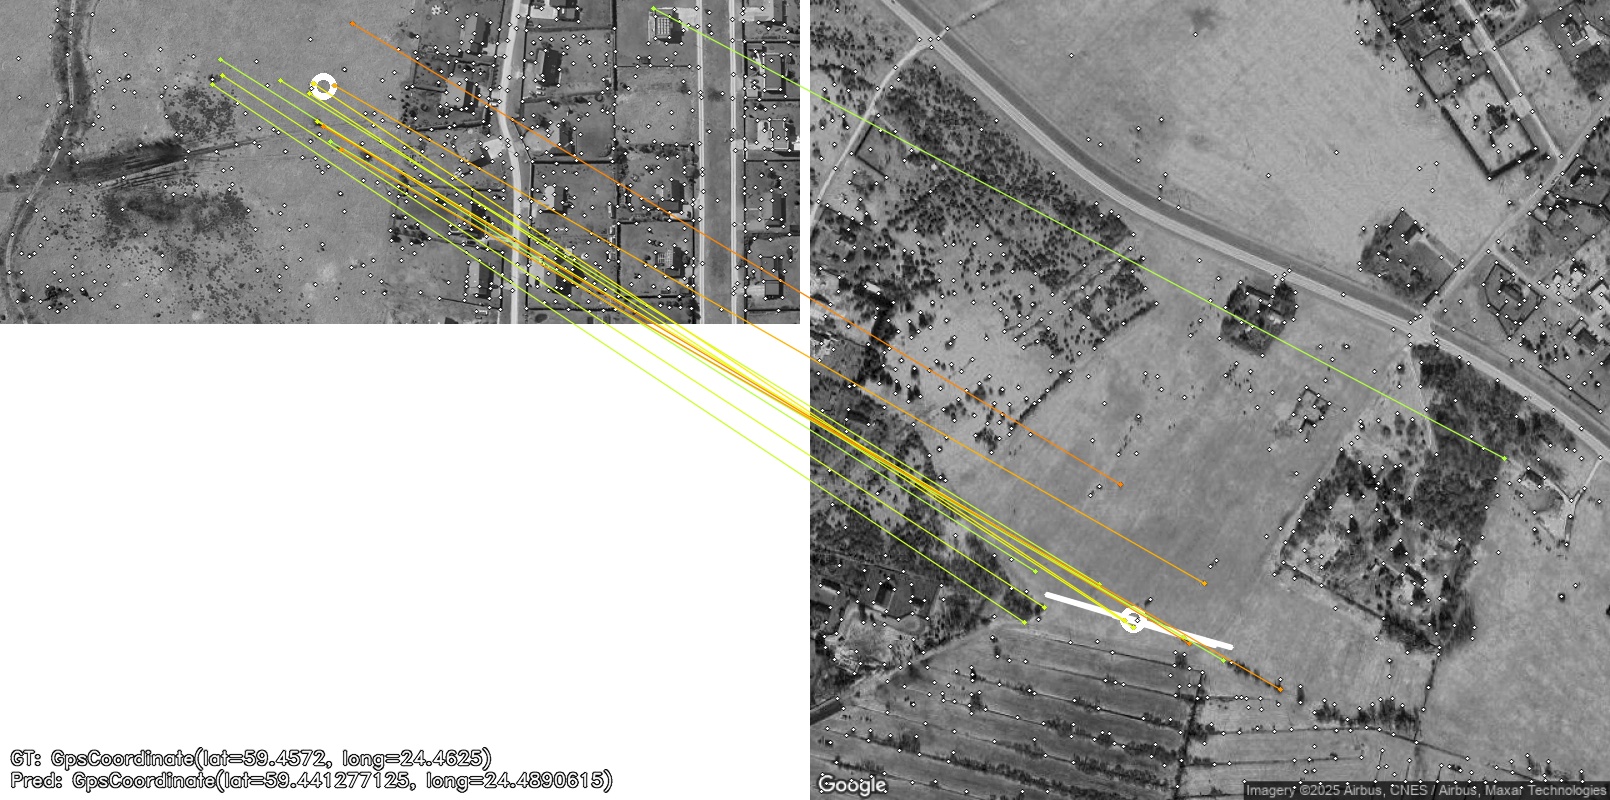 GT: GpsCoordinate(lat=59.4572, long=24.4625)
Pred: GpsCoordinate(lat=59.441277125, long=24.4890615)
Google
Imagery ©2025 Airbus, CNES / Airbus, Maxar Technologies